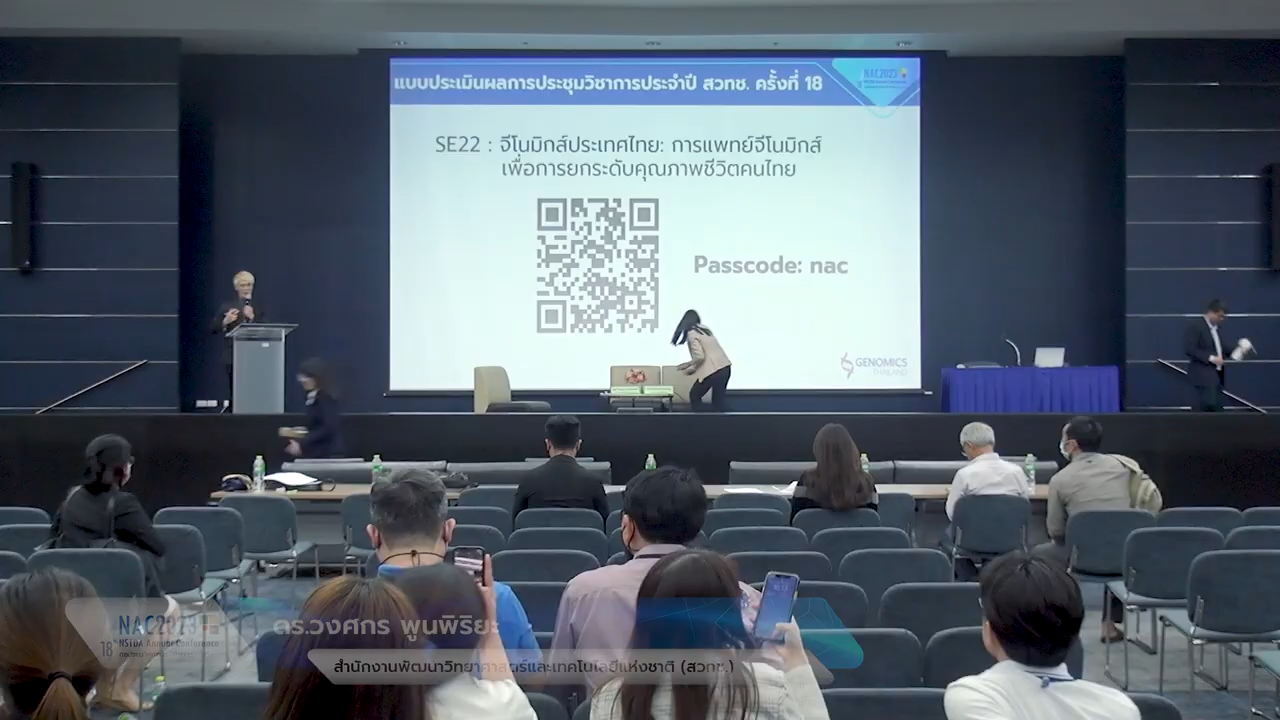 แบบประเมินผลการประชุมวิชาการประจำปี สวทช. ครั้งที่ 18
NAC2023
SE22 : จีโนมิกส์ประเทศไทย: การแพทย์จีโนมิกส์
เพื่อการยกระดับคุณภาพชีวิตคนไทย
Passcode: nac
GENOMICS
THAILAND
NAC2023
18th NSTDA Annual Conference
ดร.วงศกร พูนพิริยะ
สำนักงานพัฒนาวิทยาศาสตร์และเทคโนโลยีแห่งชาติ (สวทช.)